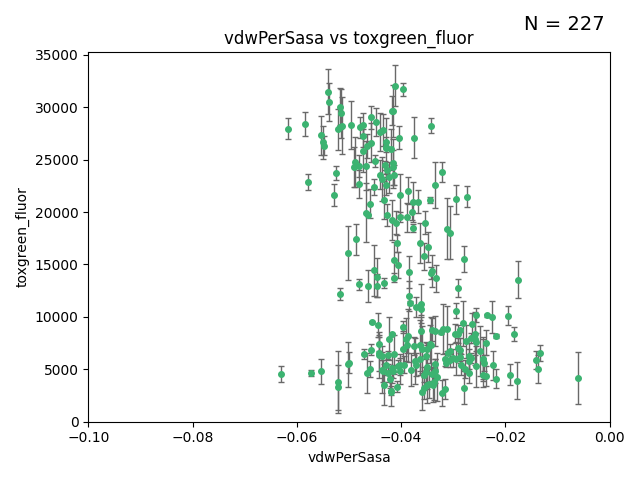 N = 227
vdwPerSasa vs toxgreen_fluor
35000
30000
25000
20000
15000
10000
5000
0
toxgreen_fluor
−0.10 −0.08 −0.06 −0.04 −0.02 0.00
vdwPerSasa